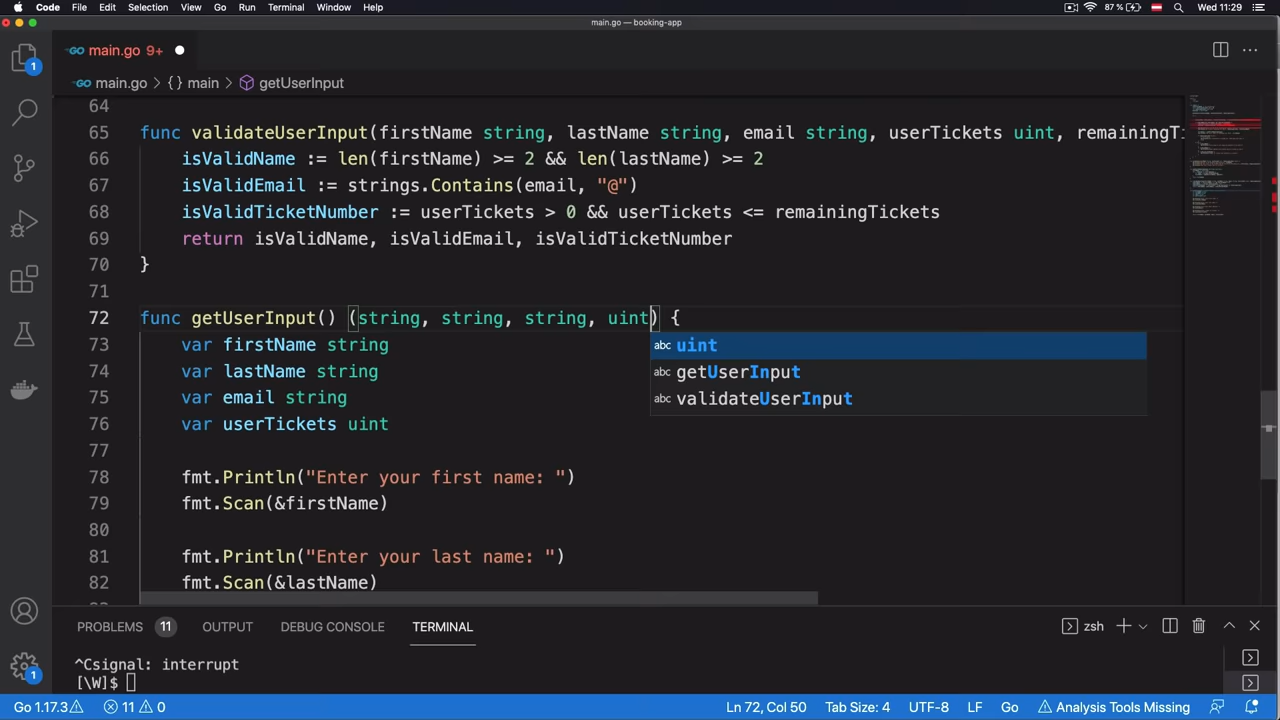 Code File Edit Selection View Go Run Terminal Window Help 87 % Wed 11:29
main.go — booking-app
main.go 9+
main.go > { } main > getUserInput
64
65 func validateUserInput(firstName string, lastName string, email string, userTickets uint, remainingTi
66 isValidName := len(firstName) >= 2 && len(lastName) >= 2
67 isValidEmail := strings.Contains(email, "@")
68 isValidTicketNumber := userTickets > 0 && userTickets <= remainingTickets
69 return isValidName, isValidEmail, isValidTicketNumber
70 }
71
72 func getUserInput() (string, string, string, uint) {
73 var firstName string
abc uint
74 var lastName string
abc getUserInput
75 var email string
abc validateUserInput
76 var userTickets uint
77
78 fmt.Println("Enter your first name: ")
79 fmt.Scan(&firstName)
80
81 fmt.Println("Enter your last name: ")
82 fmt.Scan(&lastName)
PROBLEMS 11 OUTPUT DEBUG CONSOLE TERMINAL zsh
^Csignal: interrupt
[\W]$
Go 1.17.3 11 0 Ln 72, Col 50 Tab Size: 4 UTF-8 LF Go Analysis Tools Missing